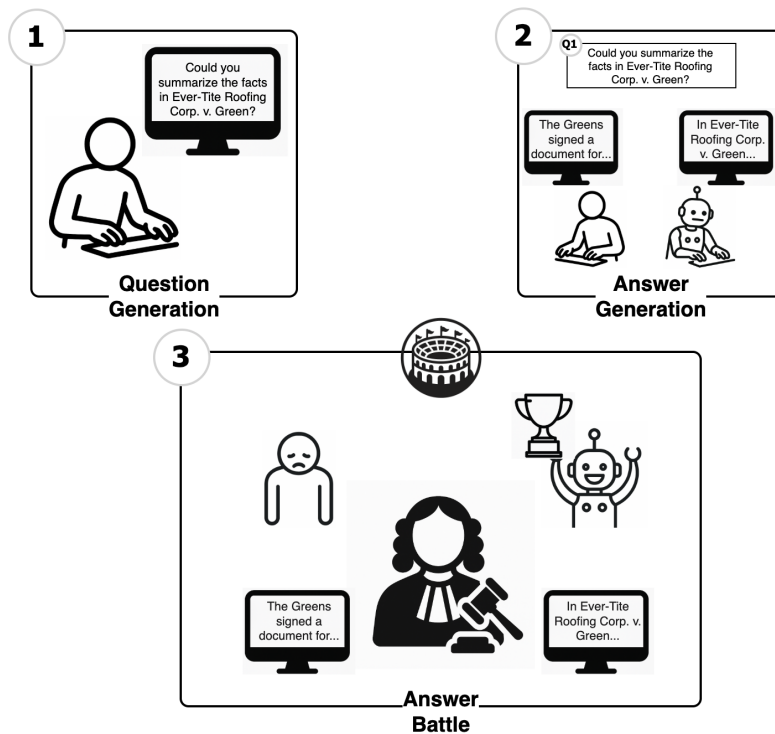 1
Could you
summarize the facts
in Ever-Tite Roofing
Corp. v. Green?
Question
Generation
2
Q1
Could you summarize the
facts in Ever-Tite Roofing
Corp. v. Green?
The Greens
signed a
document for...
In Ever-Tite
Roofing Corp.
v. Green...
Answer
Generation
3
The Greens
signed a
document for...
In Ever-Tite
Roofing Corp. v.
Green...
Answer
Battle